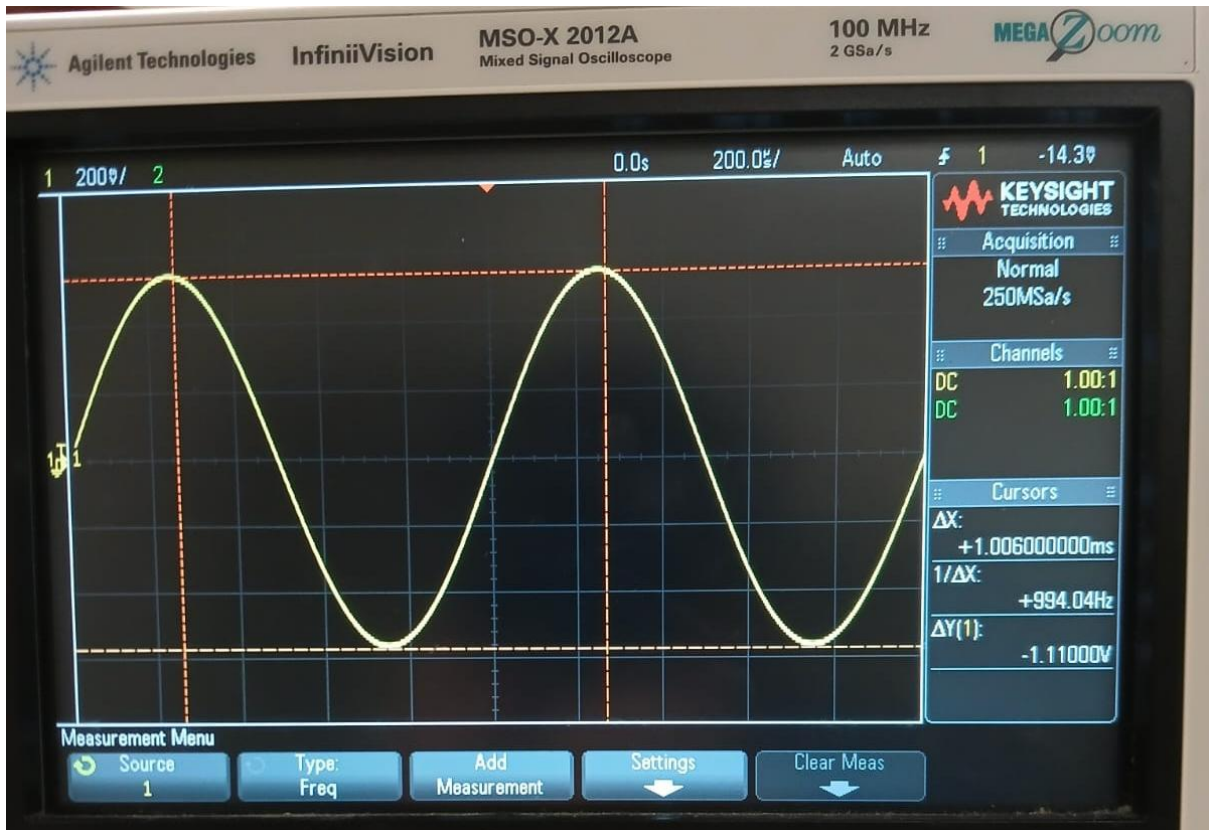 Agilent Technologies InfiniiVision MSO-X 2012A 100 MHz MEGA Zoom
Mixed Signal Oscilloscope 2 GSa/s
1 200mV/ 2 0.0s 200.0µs/ Auto 1 -14.3mV
KEYSIGHT
TECHNOLOGIES
Acquisition
Normal
250MSa/s
Channels
DC 1.00:1
DC 1.00:1
Cursors
ΔX:
+1.006000000ms
1/ΔX:
+994.04Hz
ΔY(1):
-1.11000V
Measurement Menu
Source Type: Add Settings Clear Meas
1 Freq Measurement